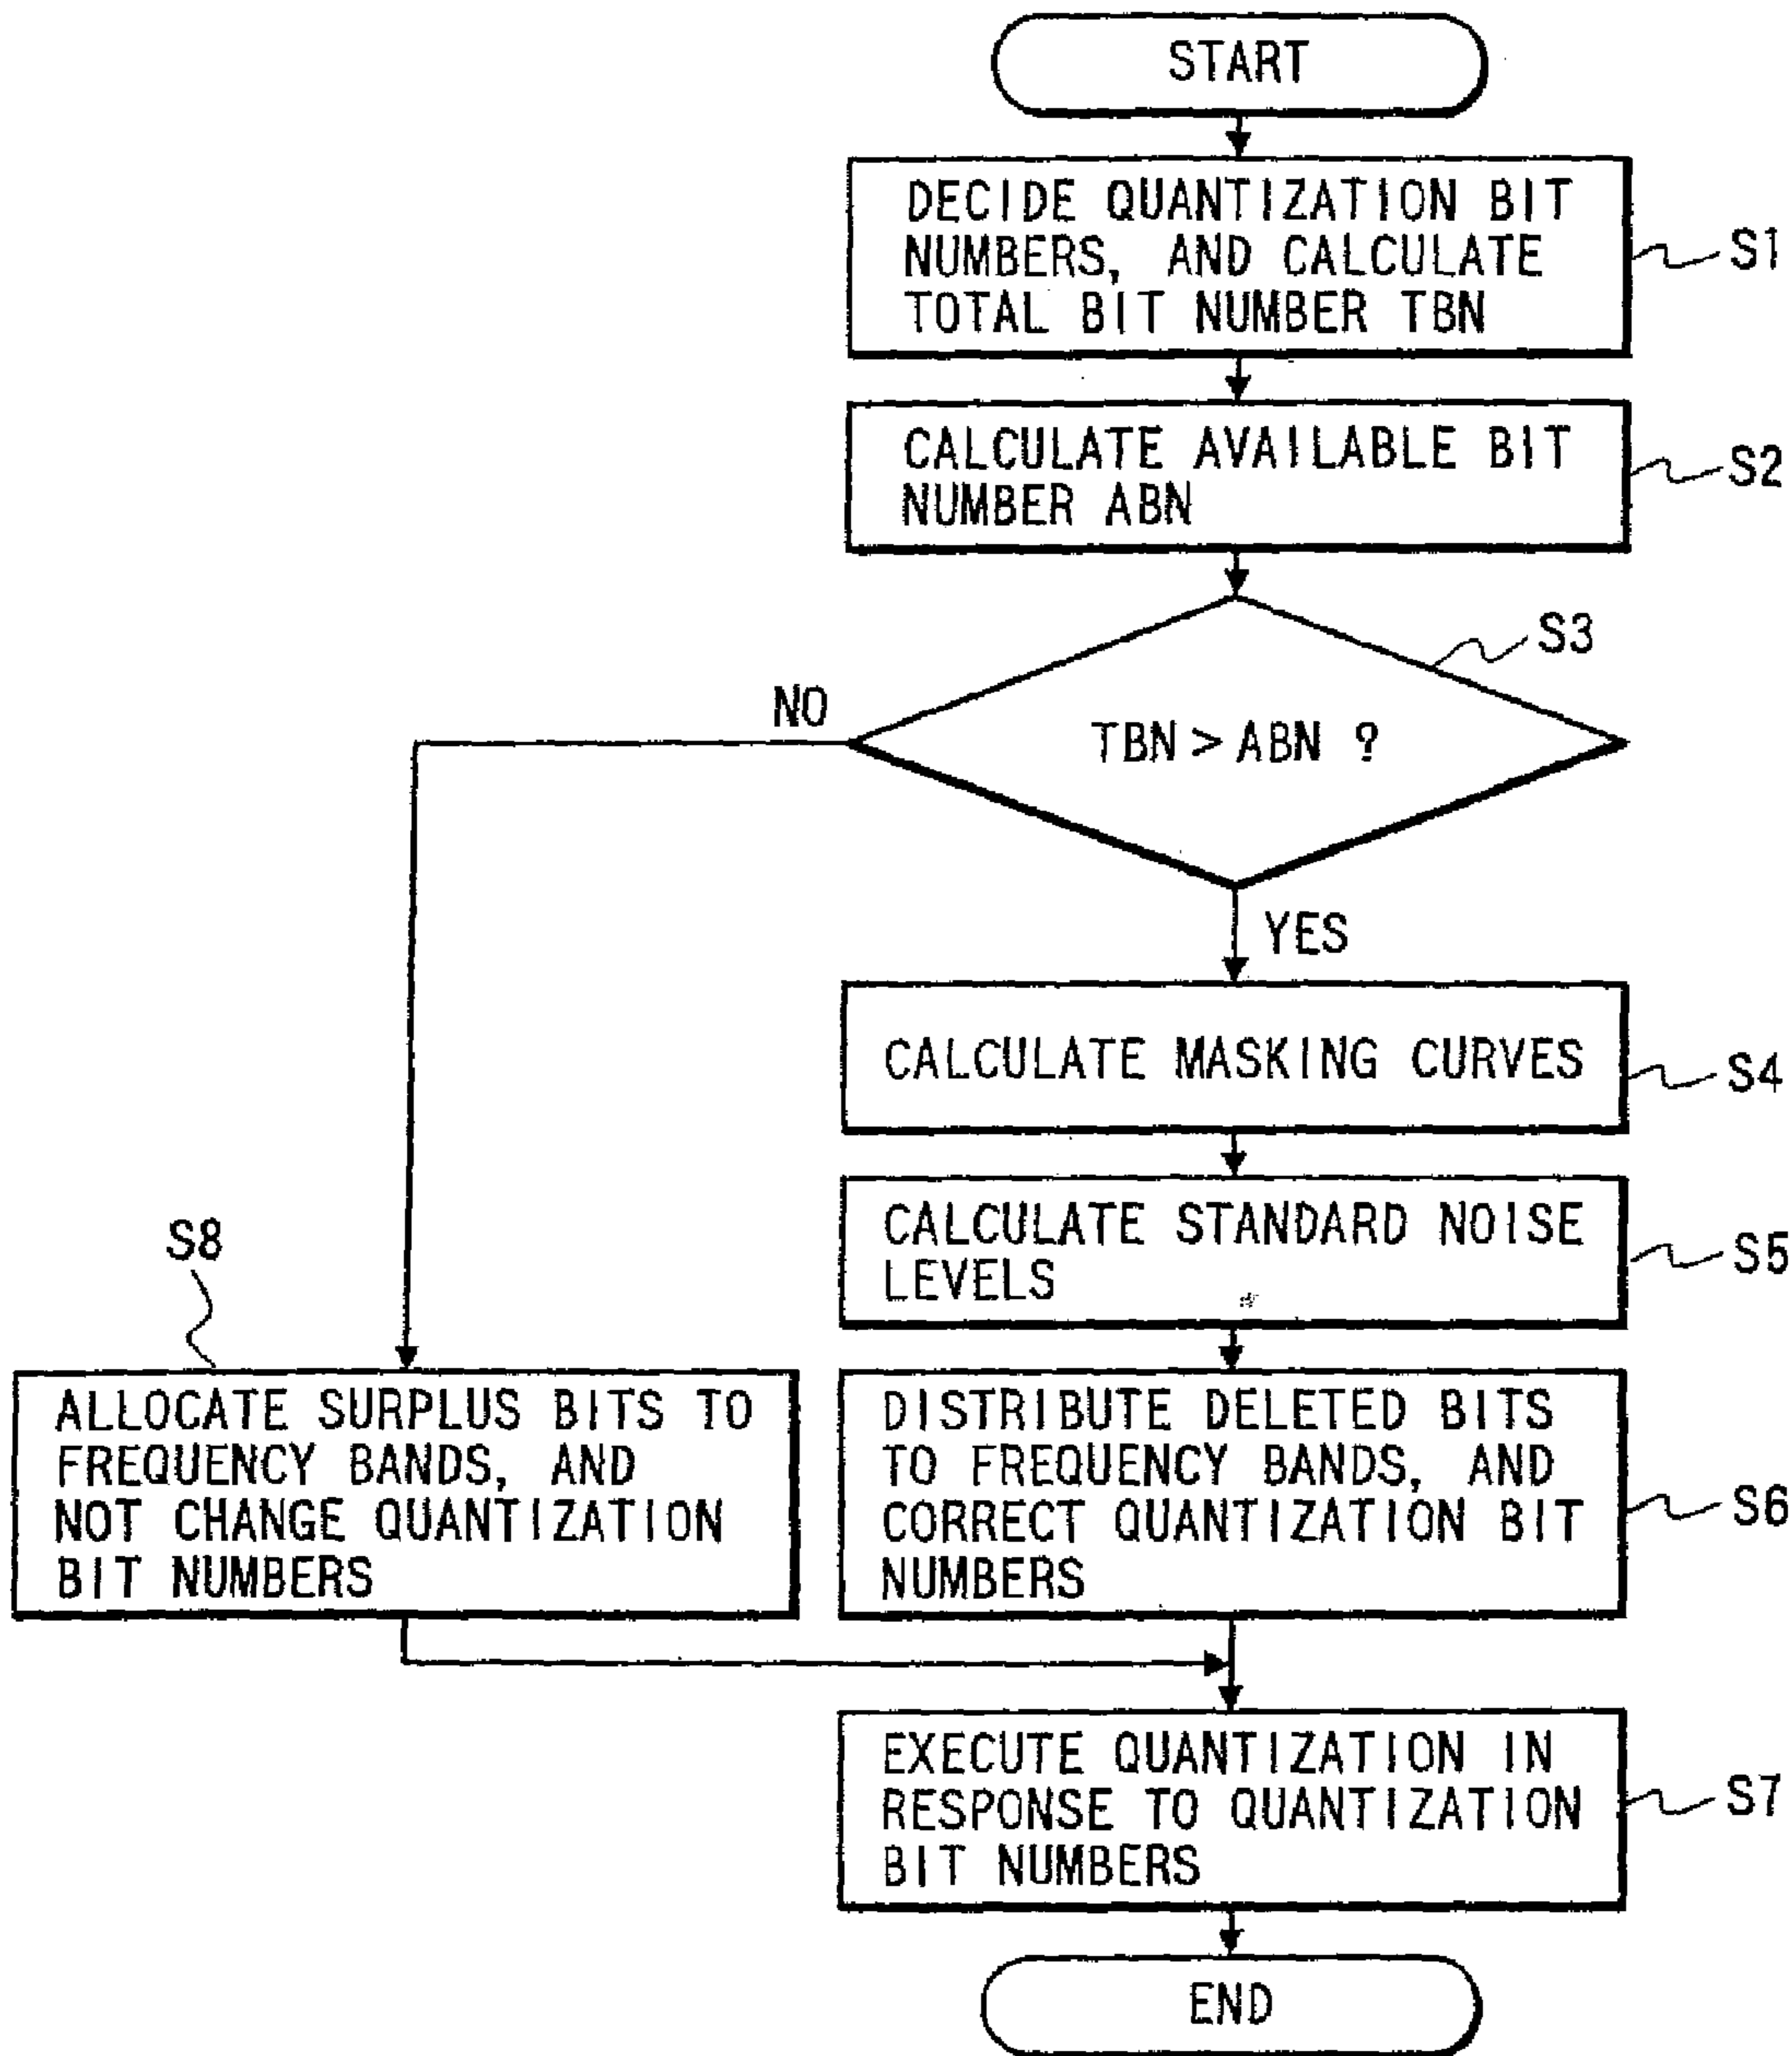 START
DECIDE QUANTIZATION BIT
NUMBERS, AND CALCULATE
TOTAL BIT NUMBER TBN
S1
CALCULATE AVAILABLE BIT
NUMBER ABN
S2
S3
NO
TBN > ABN ?
YES
CALCULATE MASKING CURVES
S4
CALCULATE STANDARD NOISE
LEVELS
S5
S8
ALLOCATE SURPLUS BITS TO
FREQUENCY BANDS, AND
NOT CHANGE QUANTIZATION
BIT NUMBERS
DISTRIBUTE DELETED BITS
TO FREQUENCY BANDS, AND
CORRECT QUANTIZATION BIT
NUMBERS
S6
EXECUTE QUANTIZATION IN
RESPONSE TO QUANTIZATION
BIT NUMBERS
S7
END